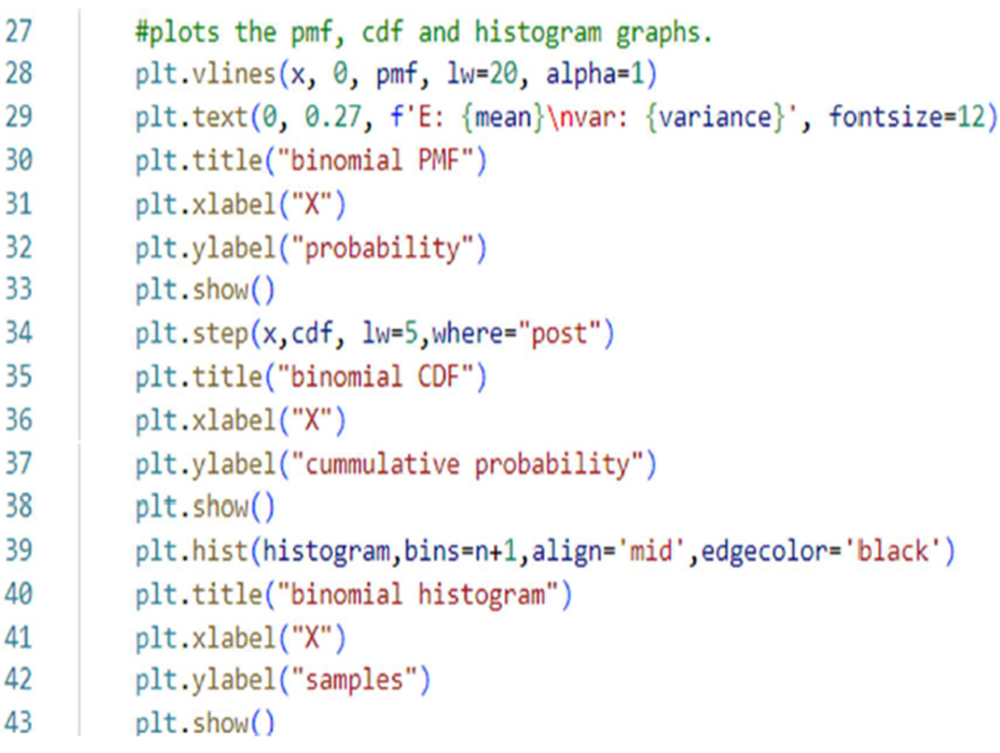 27 #plots the pmf, cdf and histogram graphs.
28 plt.vlines(x, 0, pmf, lw=20, alpha=1)
29 plt.text(0, 0.27, f'E: {mean}\nvar: {variance}', fontsize=12)
30 plt.title("binomial PMF")
31 plt.xlabel("X")
32 plt.ylabel("probability")
33 plt.show()
34 plt.step(x,cdf, lw=5,where="post")
35 plt.title("binomial CDF")
36 plt.xlabel("X")
37 plt.ylabel("cummulative probability")
38 plt.show()
39 plt.hist(histogram,bins=n+1,align='mid',edgecolor='black')
40 plt.title("binomial histogram")
41 plt.xlabel("X")
42 plt.ylabel("samples")
43 plt.show()